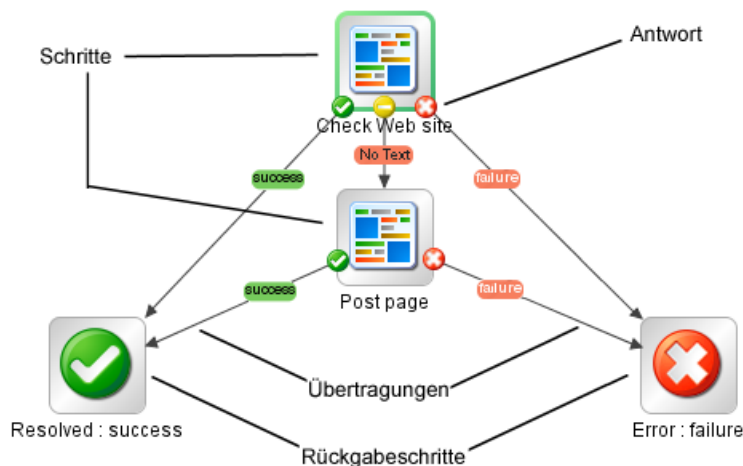 Antwort
Schritte
Check Web site
No Text
success
failure
success
failure
Post page
Übertragungen
Resolved : success
Error : failure
Rückgabeschritte